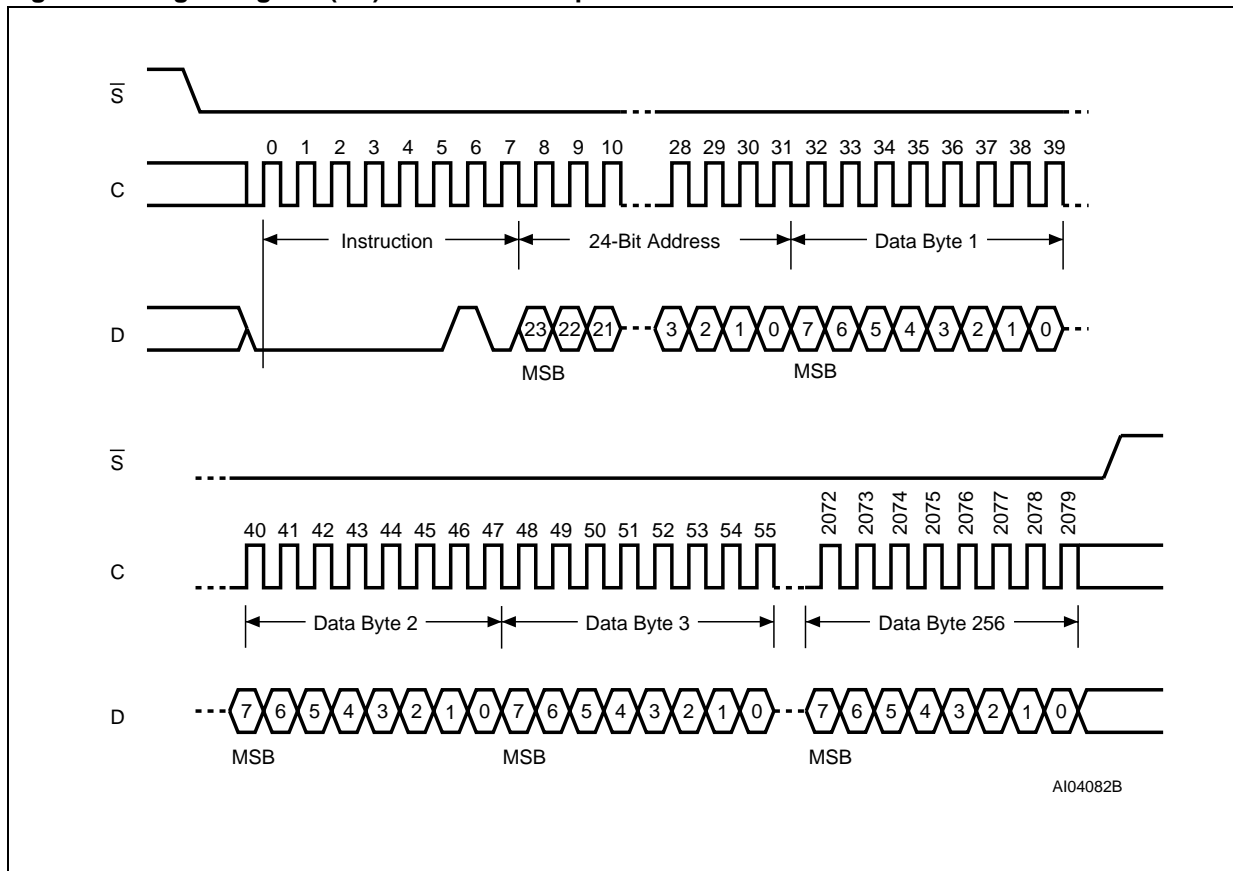 S
0 1 2 3 4 5 6 7 8 9 10 28 29 30 31 32 33 34 35 36 37 38 39
C
Instruction 24-Bit Address Data Byte 1
D 23 22 21 3 2 1 0 7 6 5 4 3 2 1 0
MSB MSB
S
2072 2073 2074 2075 2076 2077 2078 2079
40 41 42 43 44 45 46 47 48 49 50 51 52 53 54 55
C
Data Byte 2 Data Byte 3 Data Byte 256
D 7 6 5 4 3 2 1 0 7 6 5 4 3 2 1 0 7 6 5 4 3 2 1 0
MSB MSB MSB
AI04082B